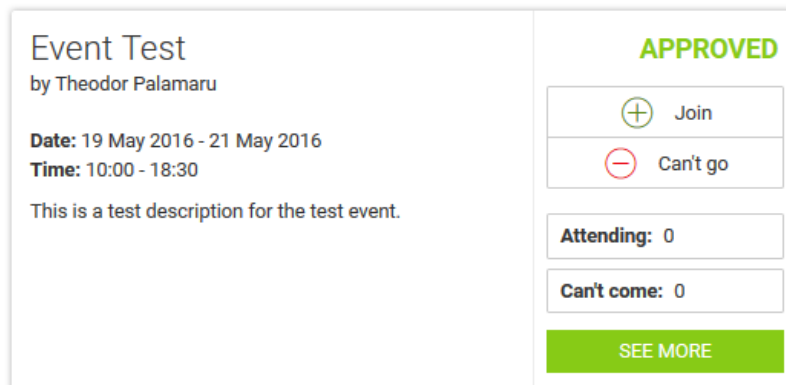 Event Test
by Theodor Palamaru
Date: 19 May 2016 - 21 May 2016
Time: 10:00 - 18:30
This is a test description for the test event.
APPROVED
Join
Can't go
Attending: 0
Can't come: 0
SEE MORE